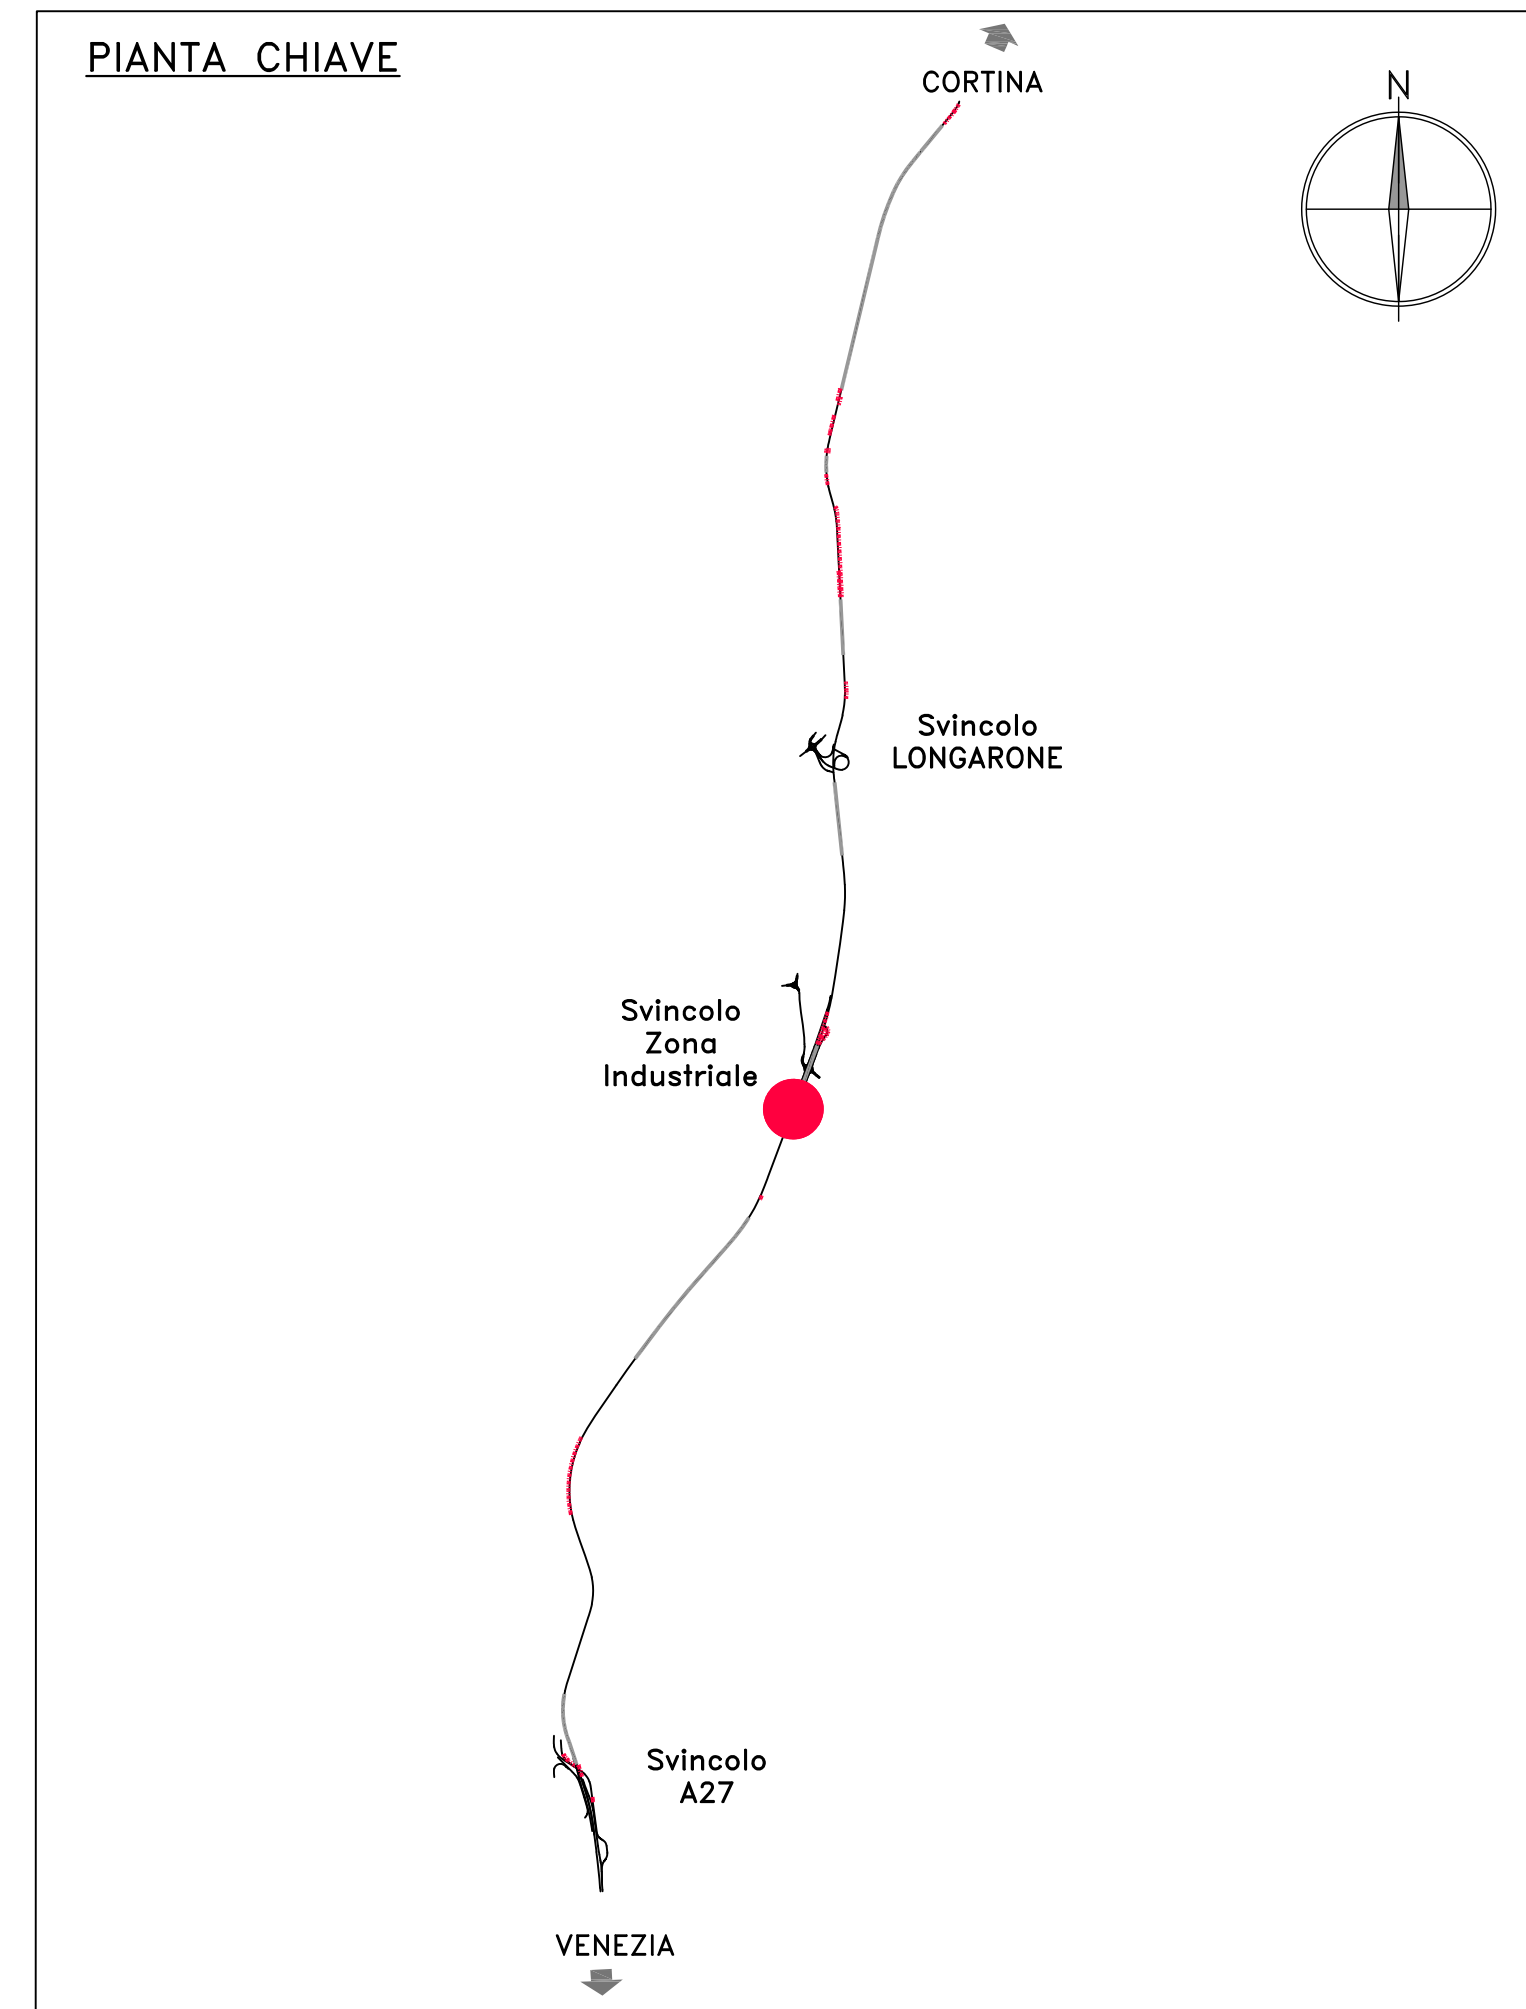 PIANTA CHIAVE
CORTINA
N
Svincolo
LONGARONE
Svincolo
Zona
Industriale
Svincolo
A27
VENEZIA